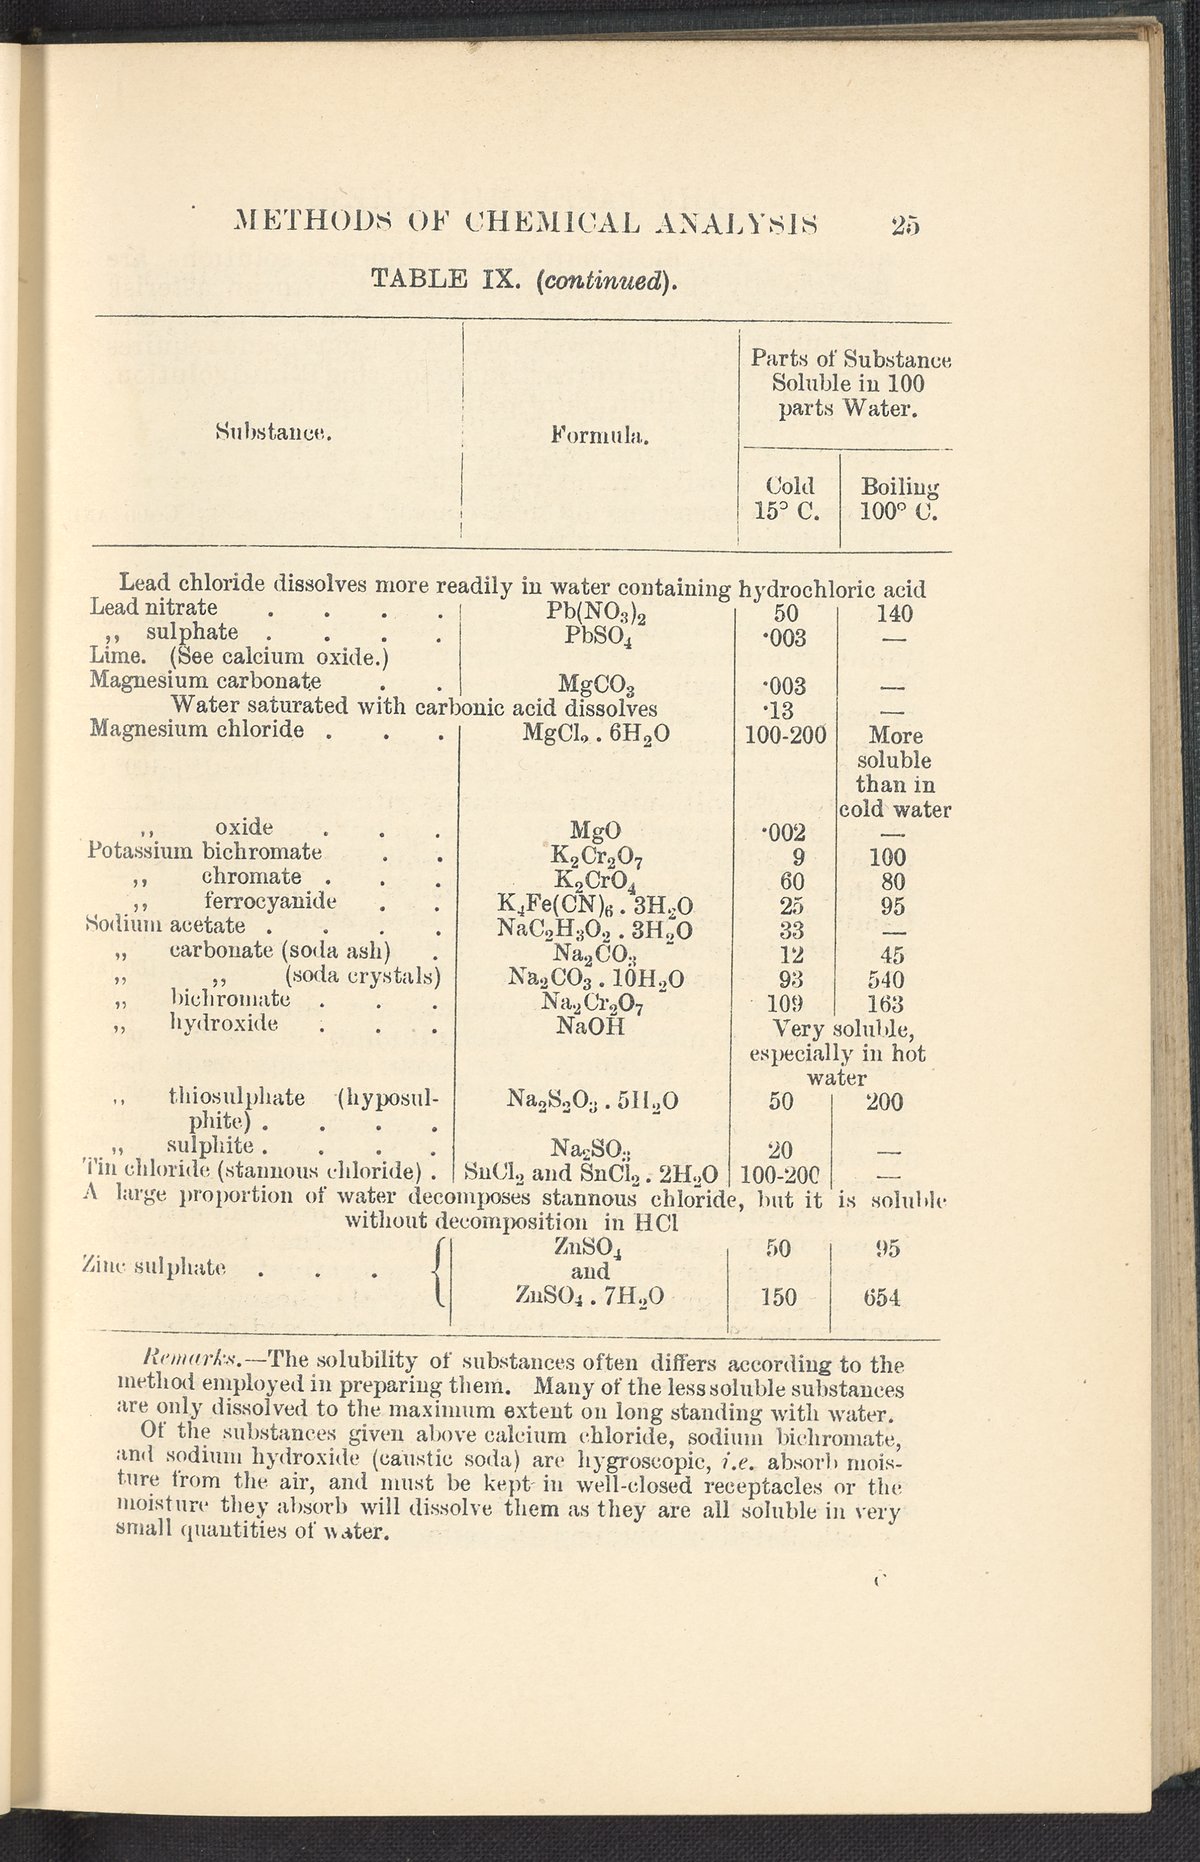 METHODS OF CHEMICAL ANALYSIS 25
TABLE IX. (continued).
Substance. Formula. Parts of Substance
Soluble in 100
parts Water.
Cold Boiling
15° C. 100° C.
Lead chloride dissolves more readily in water containing hydrochloric acid
Lead nitrate . . . . Pb(NO₃)₂ 50 140
„ sulphate . . . . PbSO₄ ·003 —
Lime. (See calcium oxide.)
Magnesium carbonate . . MgCO₃ ·003 —
Water saturated with carbonic acid dissolves ·13 —
Magnesium chloride . . . MgCl₂ . 6H₂O 100-200 More
soluble
than in
cold water
„ oxide . . . MgO ·002 —
Potassium bichromate . . K₂Cr₂O₇ 9 100
„ chromate . . . K₂CrO₄ 60 80
„ ferrocyanide . . K₄Fe(CN)₆ . 3H₂O 25 95
Sodium acetate . . . . NaC₂H₃O₂ . 3H₂O 33 —
„ carbonate (soda ash) . Na₂CO₃ 12 45
„ „ (soda crystals) Na₂CO₃ . 10H₂O 93 540
„ bichromate . . . Na₂Cr₂O₇ 109 163
„ hydroxide . . . NaOH Very soluble,
especially in hot
water
„ thiosulphate (hyposul- Na₂S₂O₃ . 5H₂O 50 200
phite) . . . .
„ sulphite . . . . Na₂SO₃ 20 —
Tin chloride (stannous chloride) . SnCl₂ and SnCl₂ . 2H₂O 100-200 —
A large proportion of water decomposes stannous chloride, but it is soluble
without decomposition in HCl
ZnSO₄ 50 95
Zinc sulphate . . . { and
ZnSO₄ . 7H₂O 150 654
Remarks.—The solubility of substances often differs according to the
method employed in preparing them. Many of the less soluble substances
are only dissolved to the maximum extent on long standing with water.
Of the substances given above calcium chloride, sodium bichromate,
and sodium hydroxide (caustic soda) are hygroscopic, i.e. absorb mois-
ture from the air, and must be kept in well-closed receptacles or the
moisture they absorb will dissolve them as they are all soluble in very
small quantities of water.
C